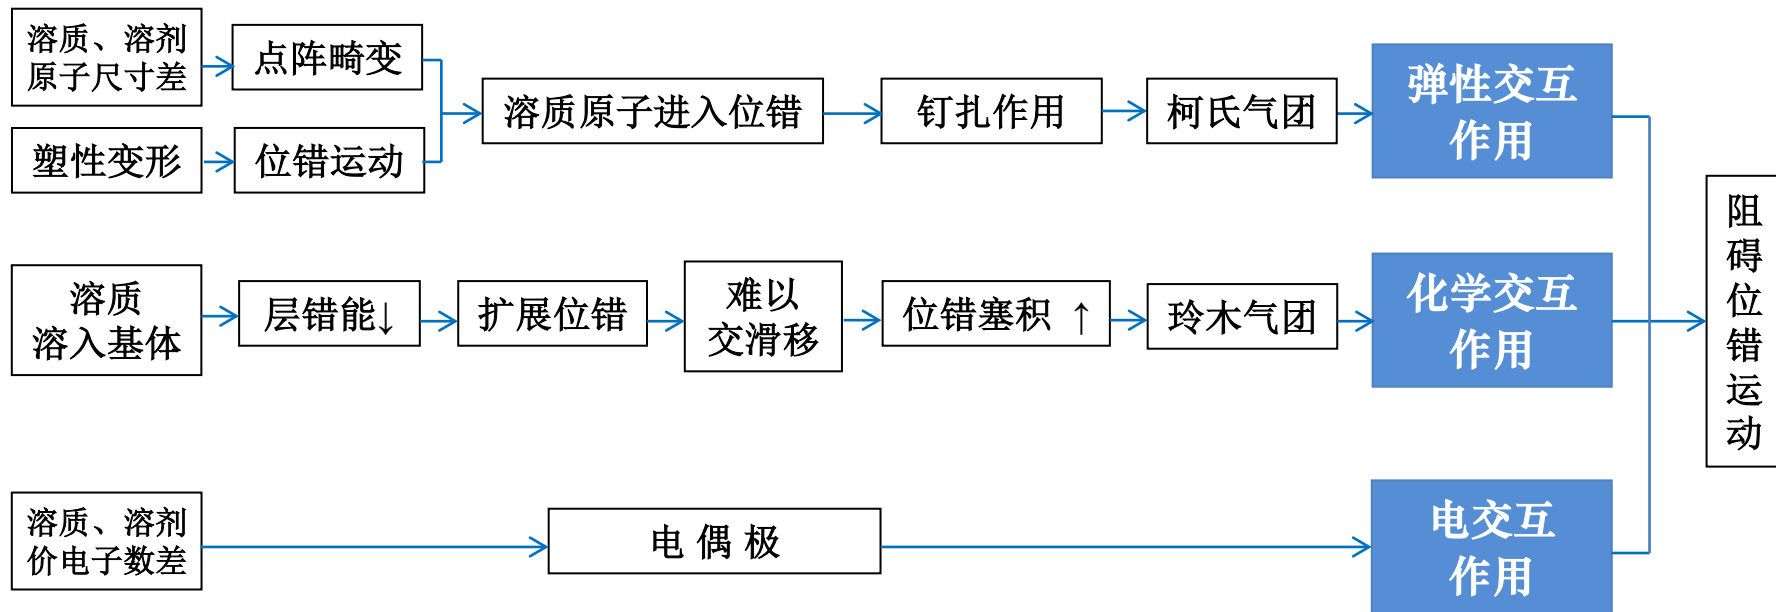 溶质、溶剂
原子尺寸差
点阵畸变
塑性变形
位错运动
溶质原子进入位错
钉扎作用
柯氏气团
弹性交互
作用
溶质
溶入基体
层错能↓
扩展位错
难以
交滑移
位错塞积 ↑
玲木气团
化学交互
作用
溶质、溶剂
价电子数差
电 偶 极
电交互
作用
阻
碍
位
错
运
动